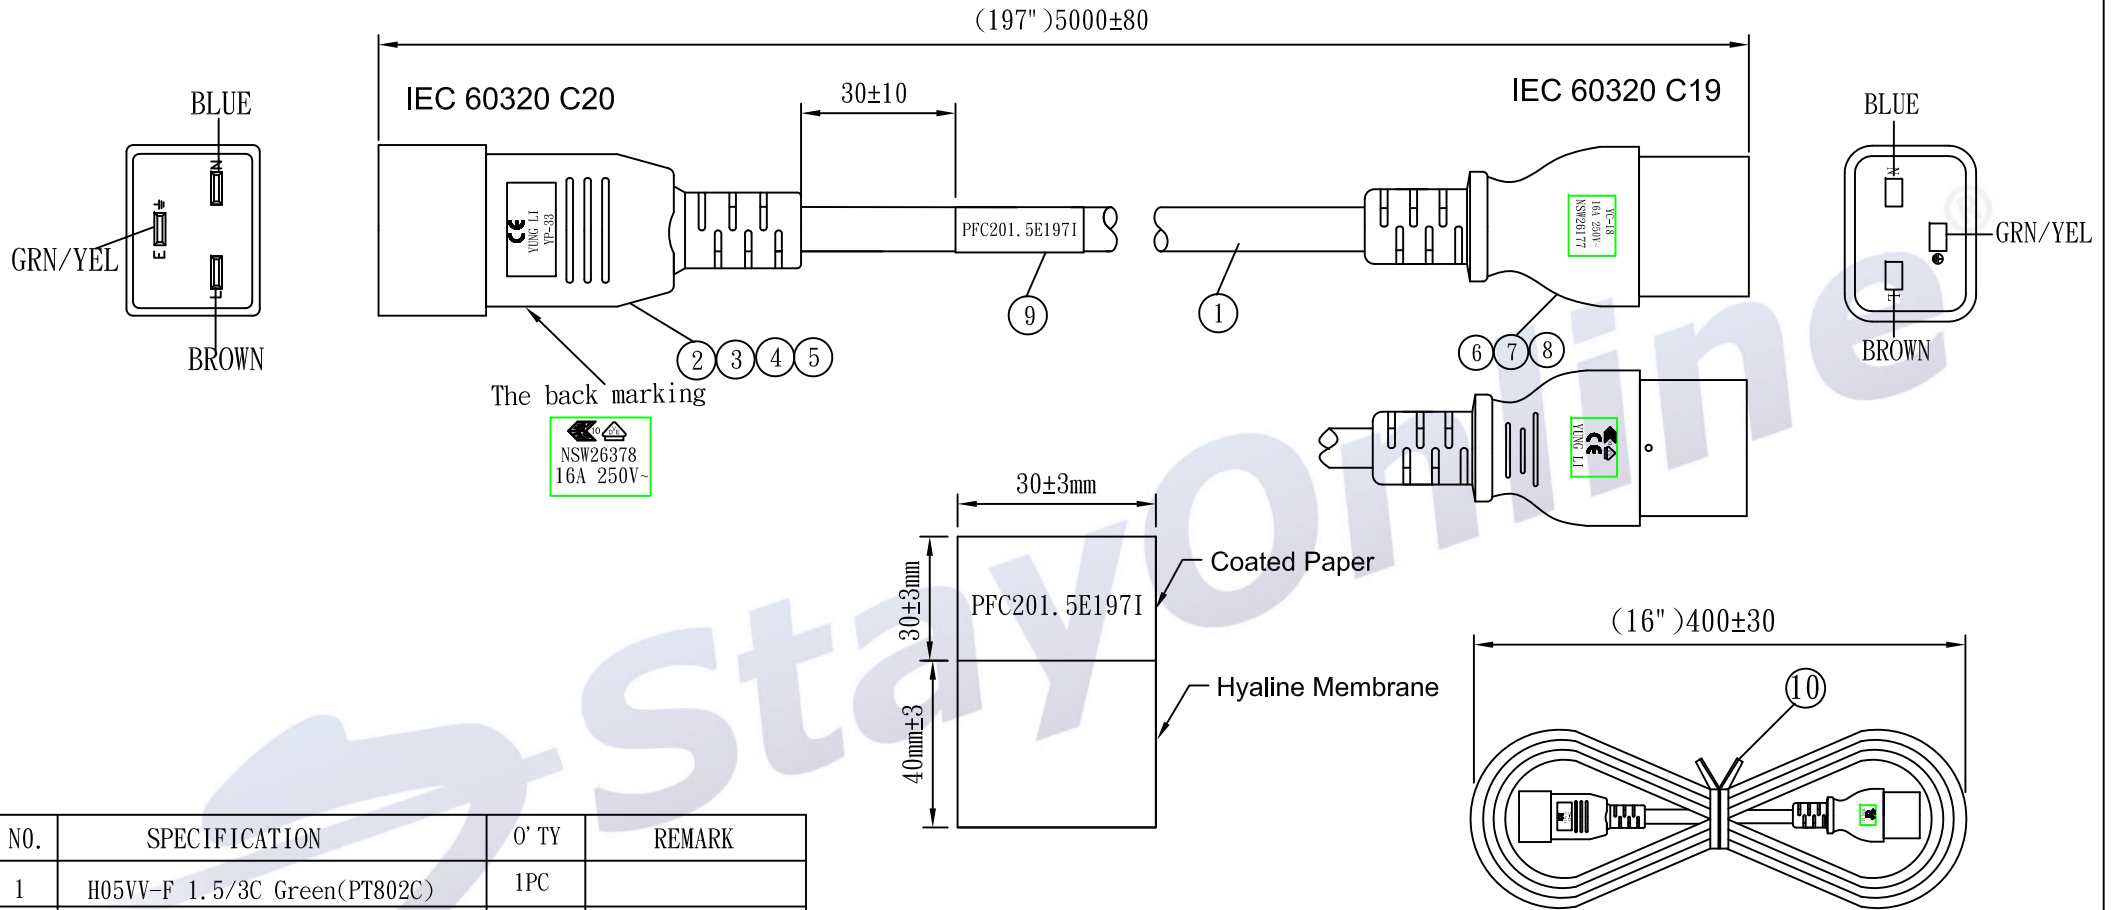 (197")5000±80
IEC 60320 C20
30±10
IEC 60320 C19
BLUE
N
E
L
GRN/YEL
BROWN
CE
YUNG LI
YP-33
PFC201.5E197I
YC-18
16A 250V~
NSW26177
BLUE
N
L
GRN/YEL
BROWN
2
3
4
5
9
1
6
7
8
The back marking
10
NSW26378
16A 250V~
CE
YUNG LI
30±3mm
30±3mm
PFC201.5E197I
Coated Paper
40mm±3
Hyaline Membrane
(16")400±30
10
StayOnline
®
NO. SPECIFICATION O'TY REMARK
1 H05VV-F 1.5/3C Green(PT802C) 1PC